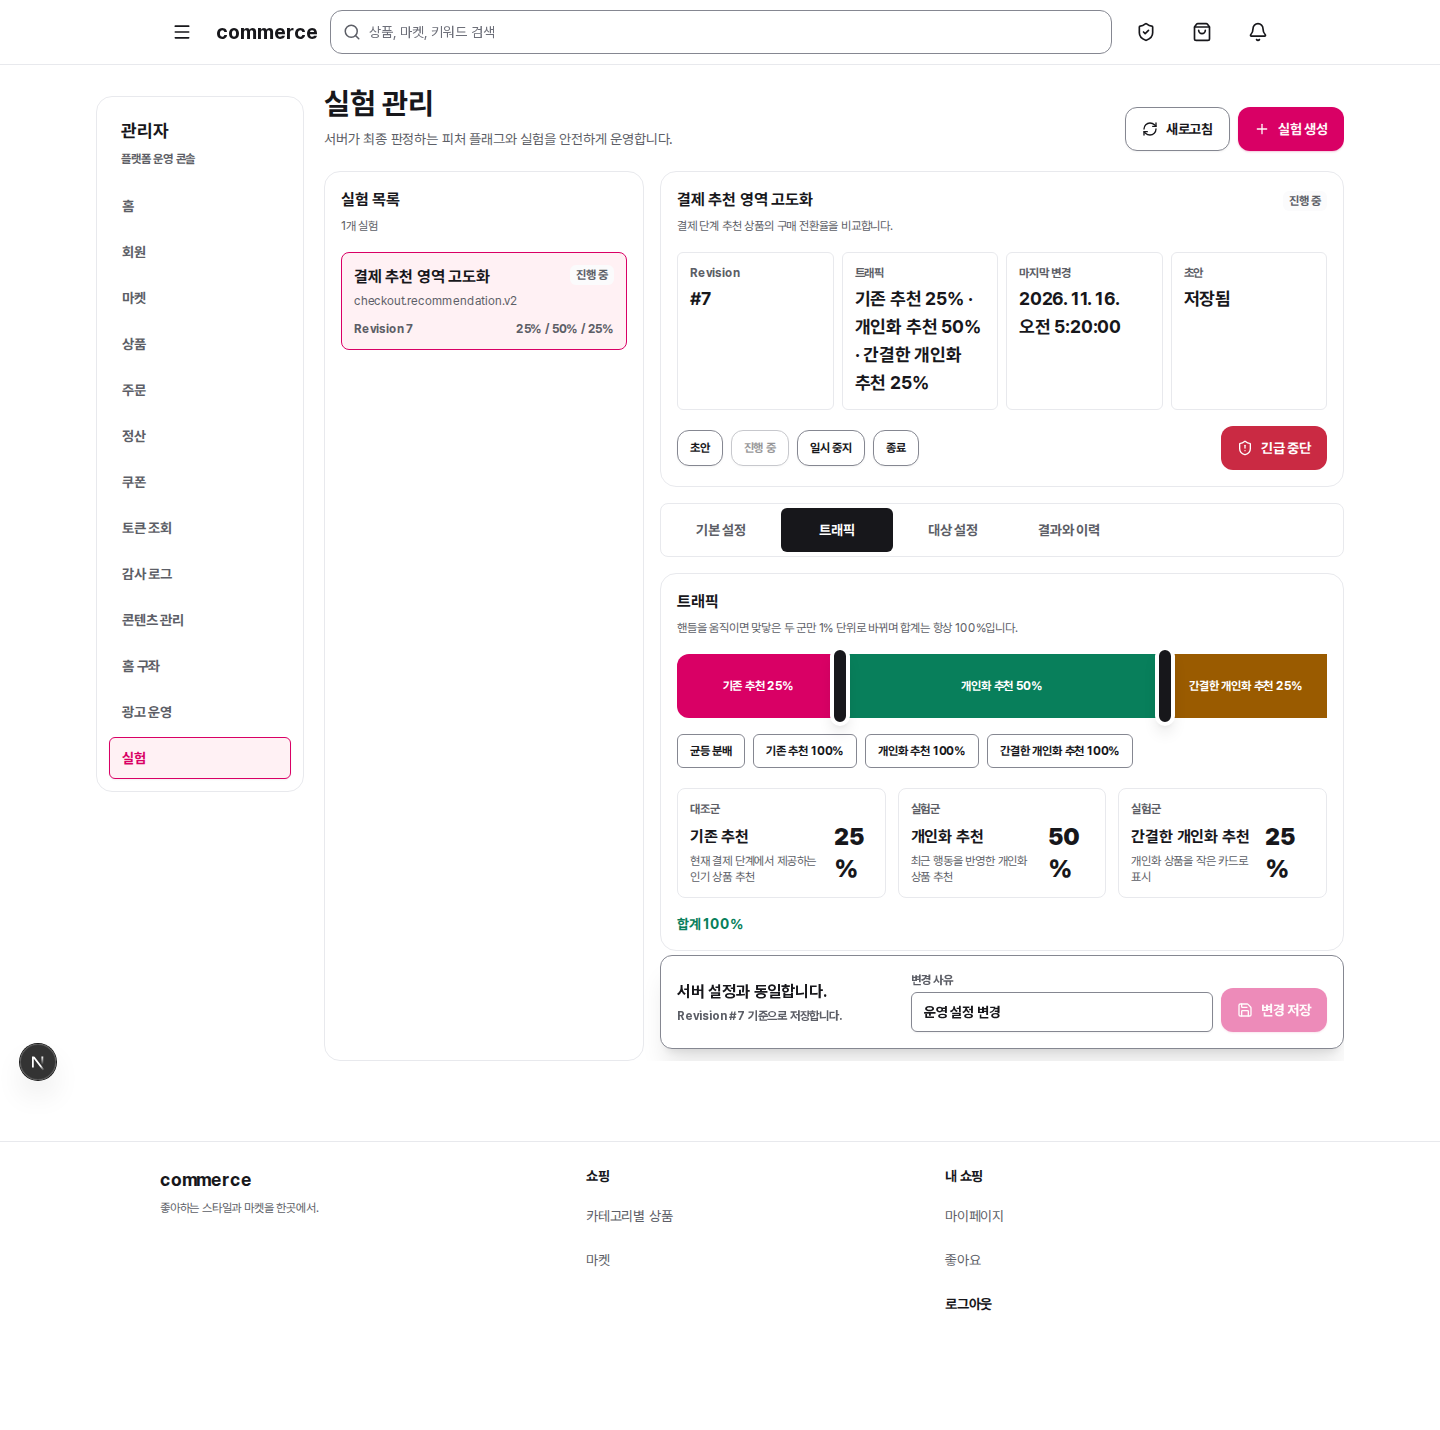 commerce
상품, 마켓, 키워드 검색
관리자
플랫폼 운영 콘솔
홈
회원
마켓
상품
주문
정산
쿠폰
토큰 조회
감사 로그
콘텐츠 관리
홈 구좌
광고 운영
실험
실험 관리
서버가 최종 판정하는 피처 플래그와 실험을 안전하게 운영합니다.
새로고침
실험 생성
실험 목록
1개 실험
결제 추천 영역 고도화
진행 중
checkout.recommendation.v2
Revision 7
25% / 50% / 25%
결제 추천 영역 고도화
진행 중
결제 단계 추천 상품의 구매 전환율을 비교합니다.
Revision
#7
트래픽
기존 추천 25% ·
개인화 추천 50%
· 간결한 개인화
추천 25%
마지막 변경
2026. 11. 16.
오전 5:20:00
초안
저장됨
초안
진행 중
일시 중지
종료
긴급 중단
기본 설정
트래픽
대상 설정
결과와 이력
트래픽
핸들을 움직이면 맞닿은 두 군만 1% 단위로 바뀌며 합계는 항상 100%입니다.
기존 추천 25%
개인화 추천 50%
간결한 개인화 추천 25%
균등 분배
기존 추천 100%
개인화 추천 100%
간결한 개인화 추천 100%
대조군
기존 추천
현재 결제 단계에서 제공하는
인기 상품 추천
25
%
실험군
개인화 추천
최근 행동을 반영한 개인화
상품 추천
50
%
실험군
간결한 개인화 추천
개인화 상품을 작은 카드로
표시
25
%
합계 100%
서버 설정과 동일합니다.
Revision #7 기준으로 저장합니다.
변경 사유
운영 설정 변경
변경 저장
N
commerce
좋아하는 스타일과 마켓을 한곳에서.
쇼핑
카테고리별 상품
마켓
내 쇼핑
마이페이지
좋아요
로그아웃